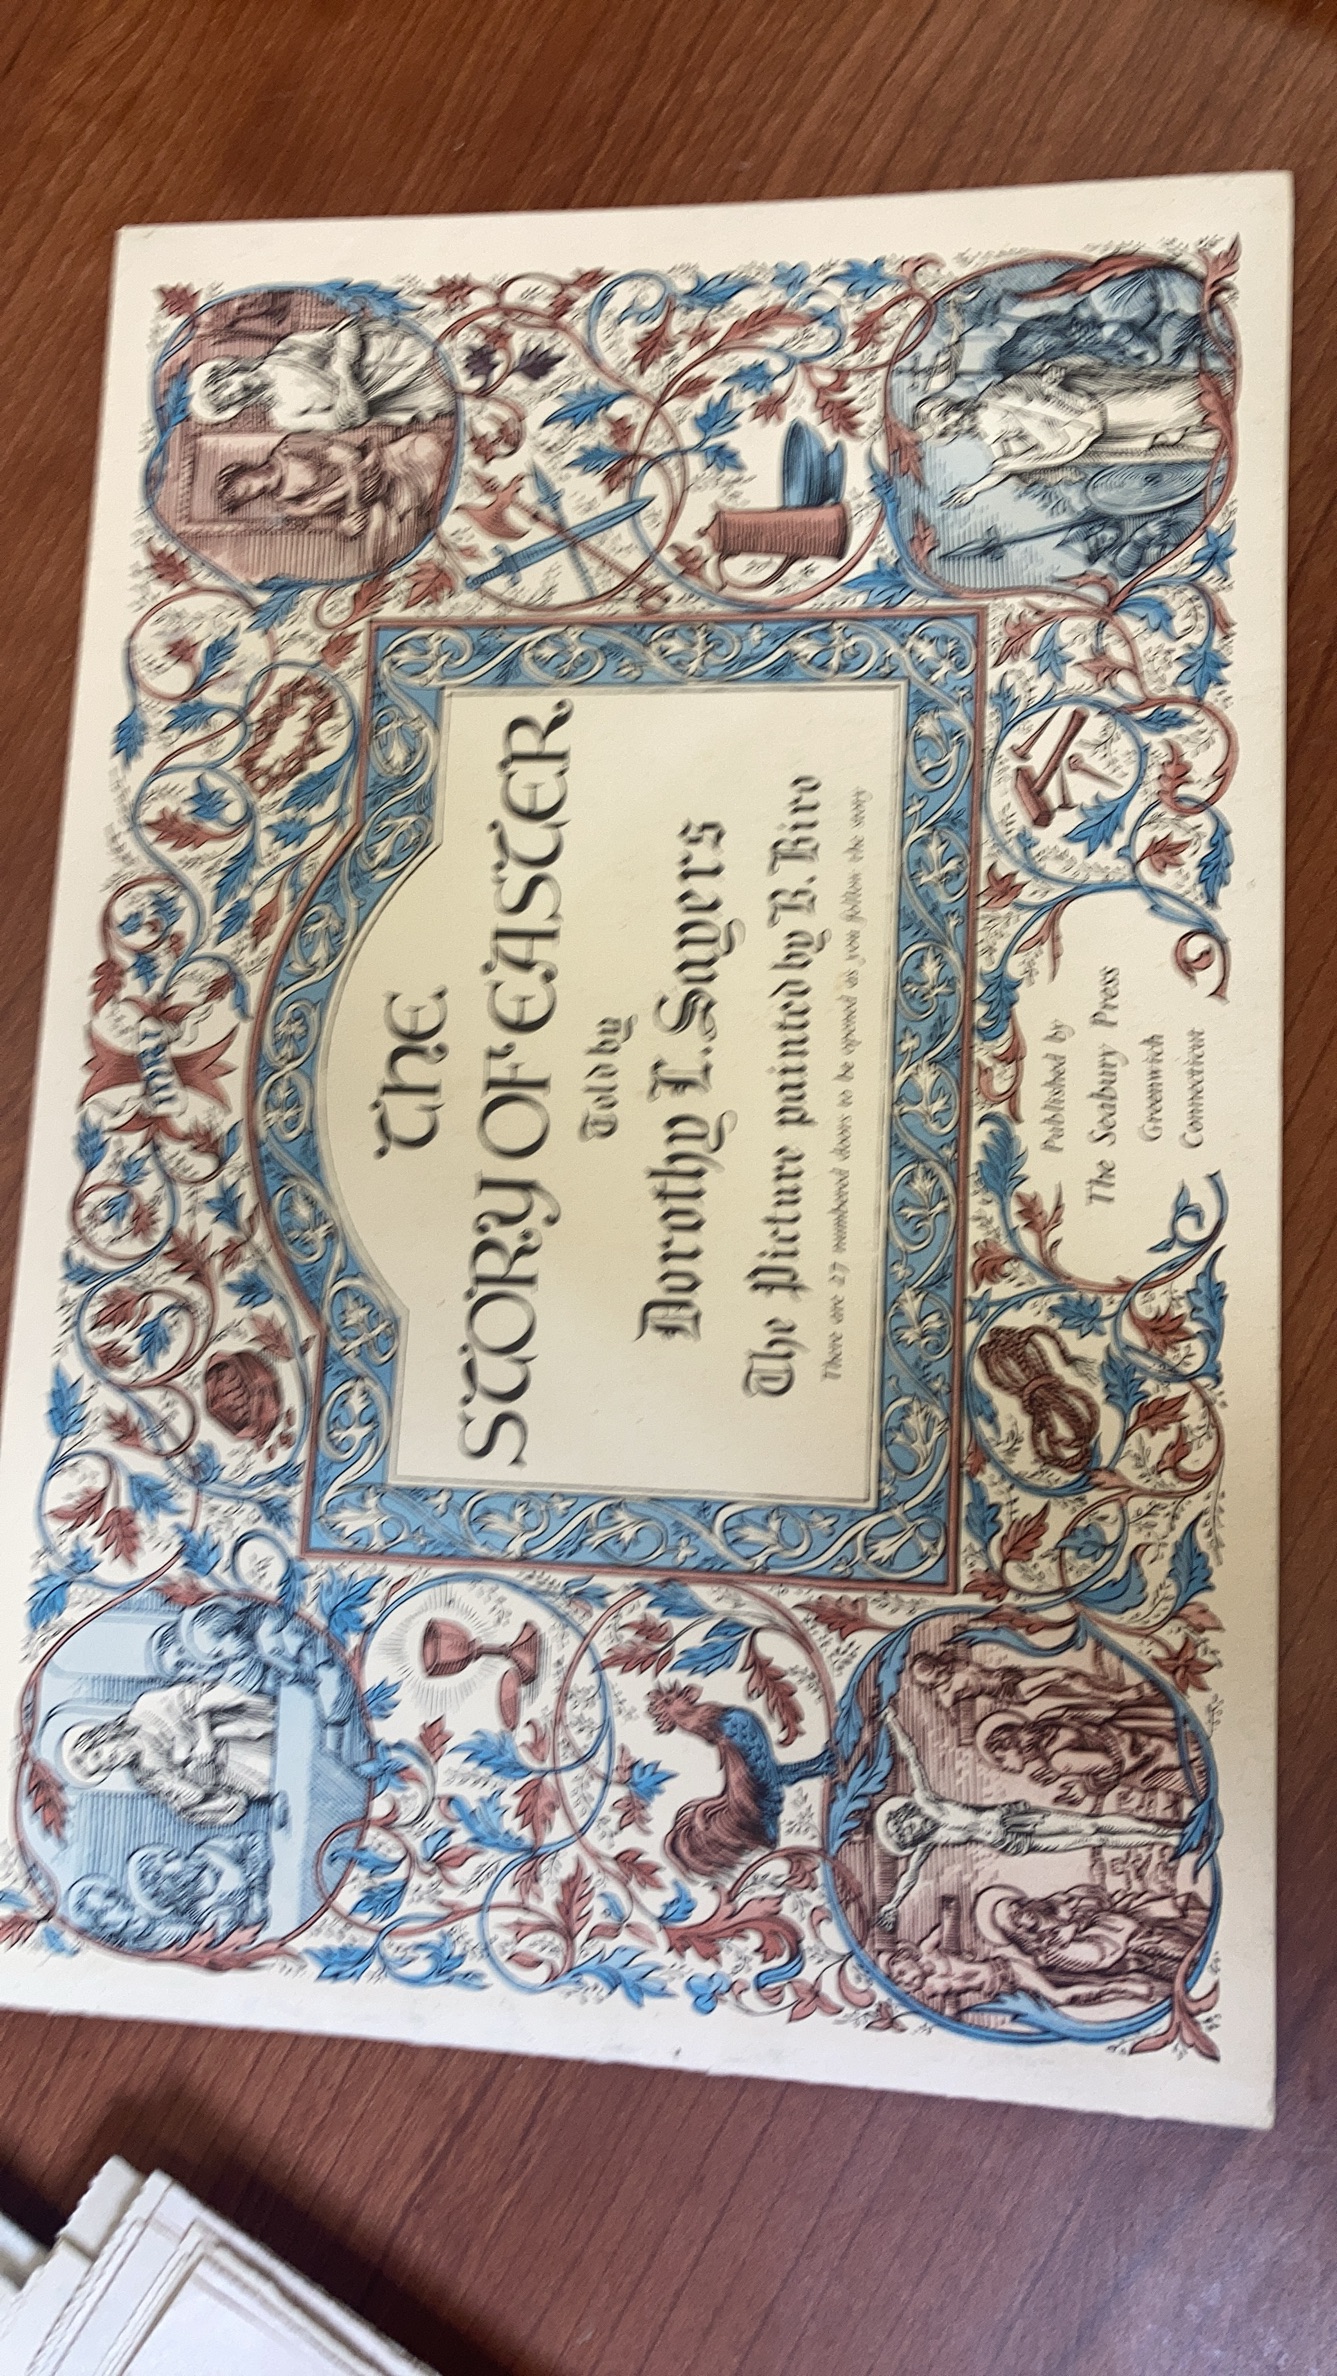 THE
STORY OF EASTER
Told by
Dorothy L. Sayers
The Picture painted by B. Biro
There are 27 numbered doors to be opened as you follow the story
Published by
The Seabury Press
Greenwich
Connecticut